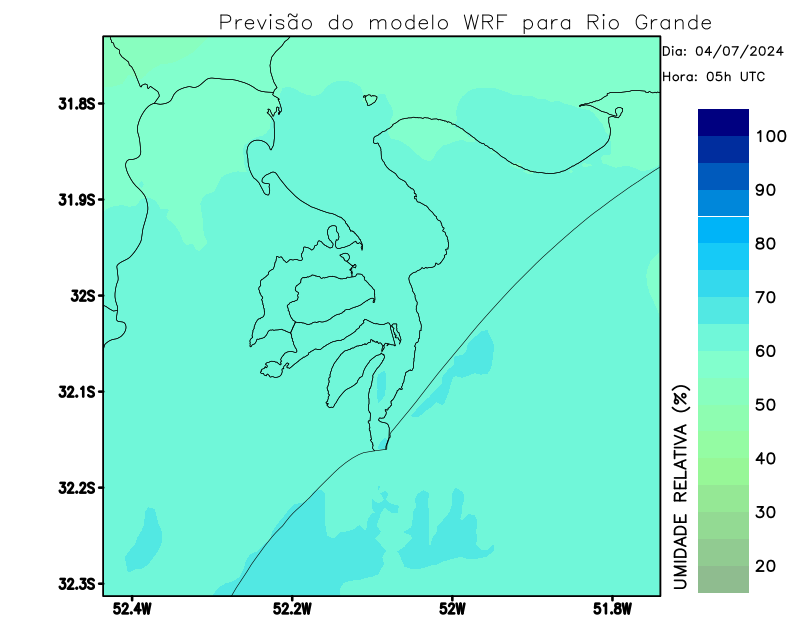 Previsão do modelo WRF para Rio Grande
Dia: 04/07/2024
Hora: 05h UTC
31.8S
31.9S
32S
32.1S
32.2S
32.3S
52.4W
52.2W
52W
51.8W
100
90
80
70
60
50
40
30
20
UMIDADE RELATIVA (%)